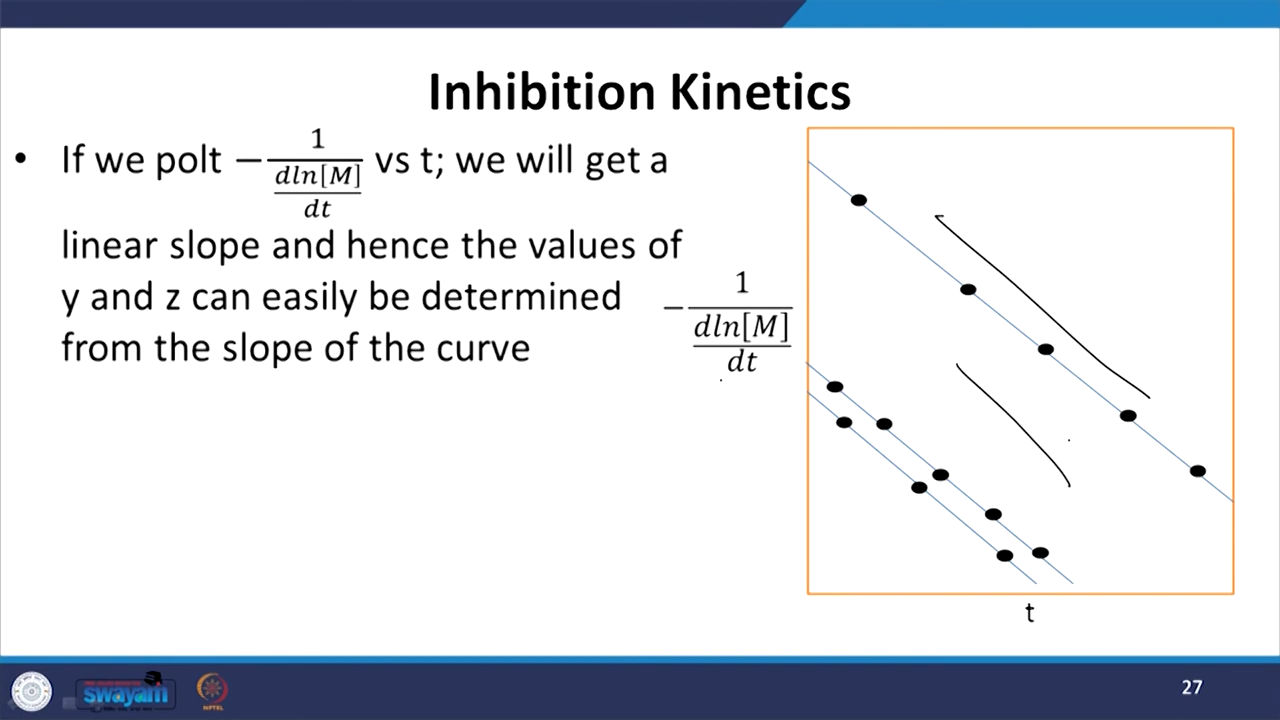 Inhibition Kinetics
• If we polt −1/(dln[M]/dt) vs t; we will get a
linear slope and hence the values of
y and z can easily be determined
from the slope of the curve
−1/(dln[M]/dt)
t
swayam
NPTEL
27